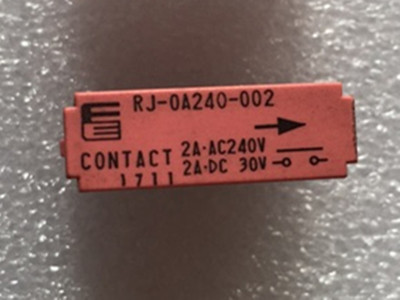 RJ-0A240-002
CONTACT 2A·AC240V
2A·DC 30V
1711